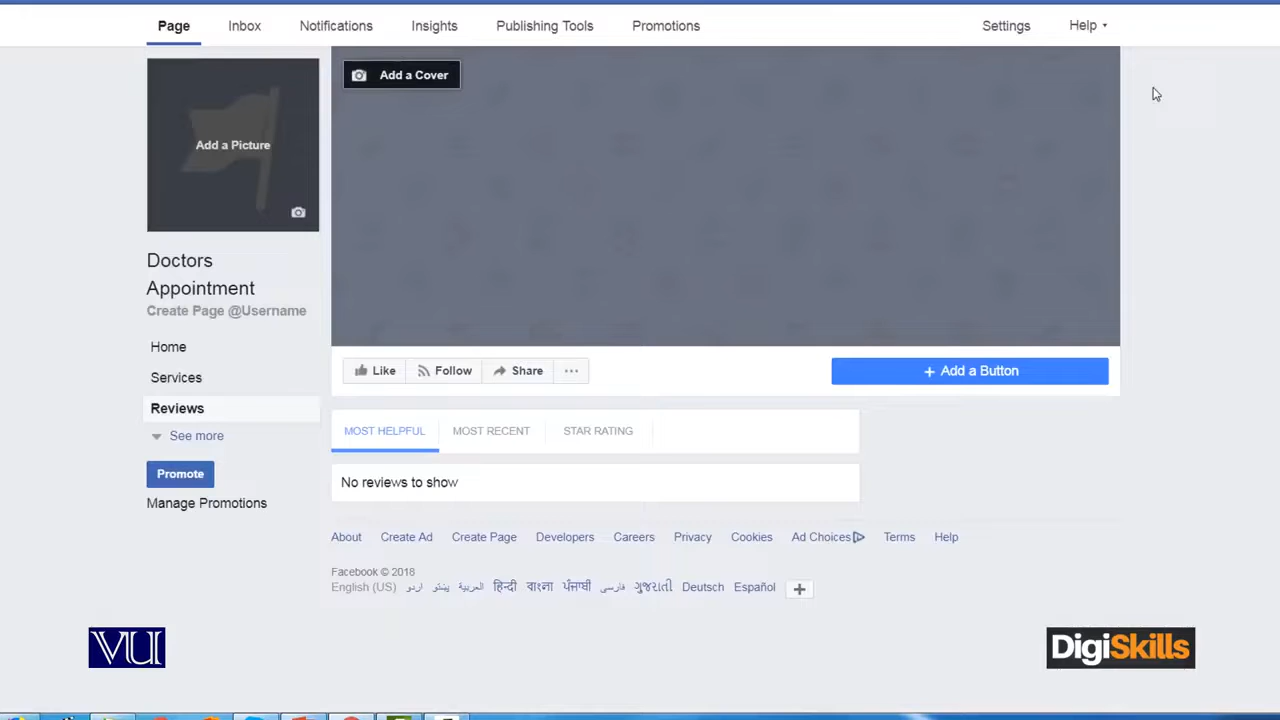 Page Inbox Notifications Insights Publishing Tools Promotions Settings Help
Add a Cover
Add a Picture
Doctors
Appointment
Create Page @Username
Home
Services
Reviews
See more
Promote
Manage Promotions
Like Follow Share ...
+ Add a Button
MOST HELPFUL MOST RECENT STAR RATING
No reviews to show
About Create Ad Create Page Developers Careers Privacy Cookies Ad Choices Terms Help
Facebook © 2018
English (US) اردو پښتو العربية हिन्दी বাংলা ਪੰਜਾਬੀ فارسی ગુજરાતી Deutsch Español +
VU
DigiSkills